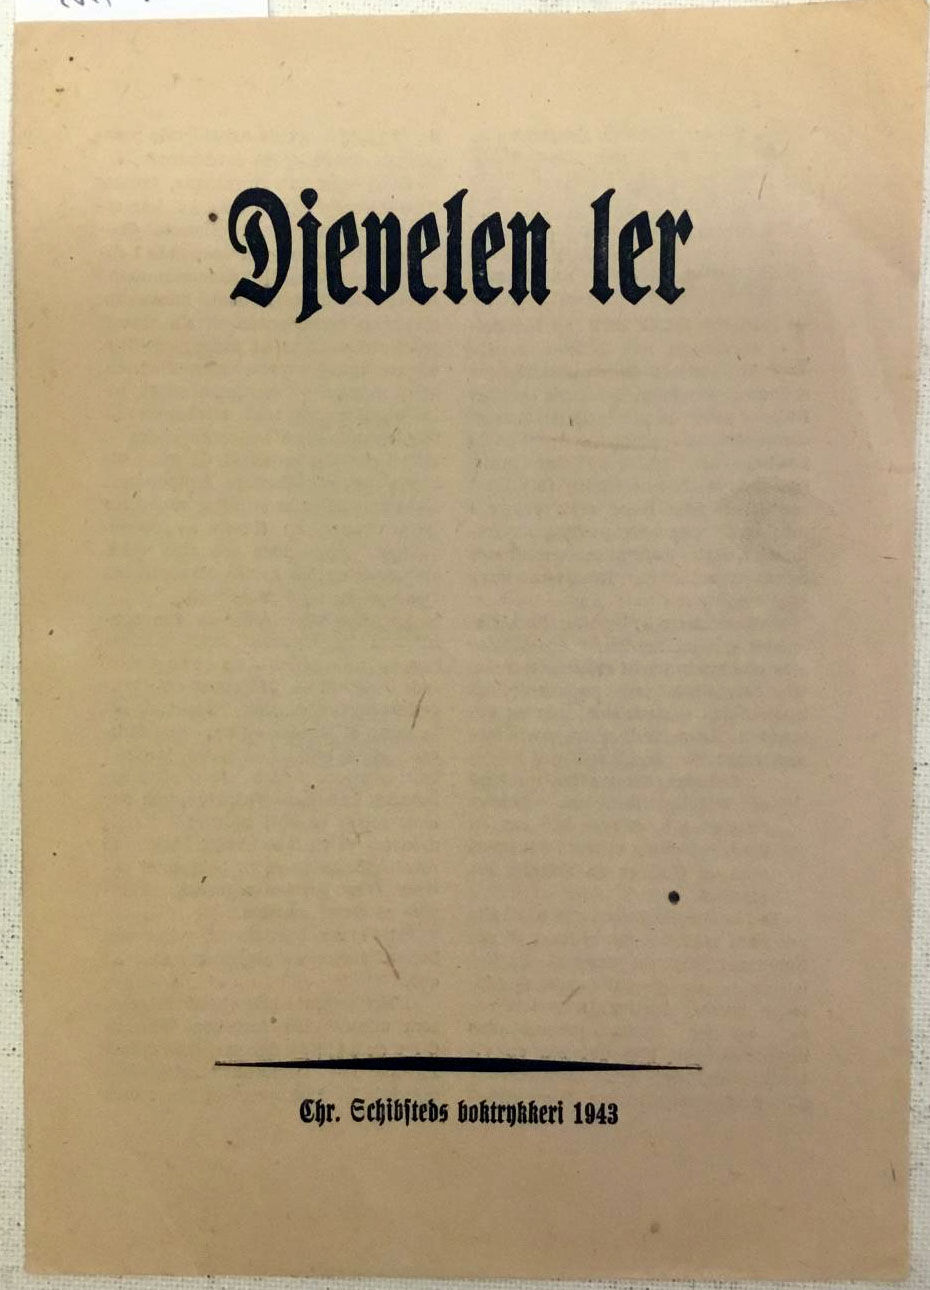 Djevelen ler
Chr. Schibsteds boktrykkeri 1943